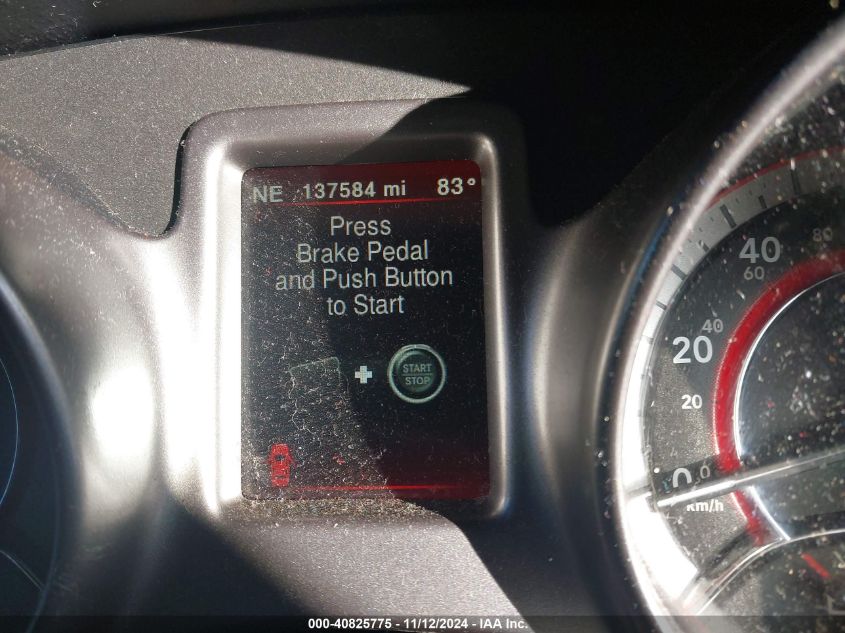 NE 137584 mi 83°
Press
Brake Pedal
and Push Button
to Start
START
STOP
80
40
60
40
20
20
0
0
km/h
000-40825775 - 11/12/2024 - IAA Inc.